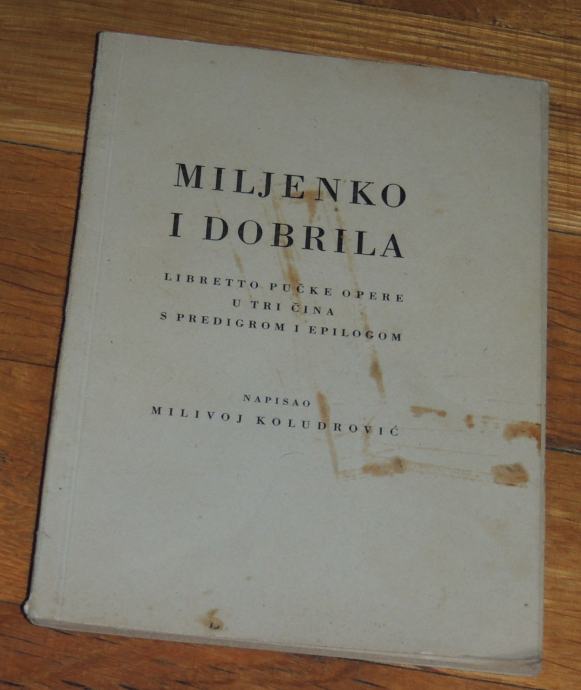 MILJENKO
I DOBRILA
LIBRETTO PUČKE OPERE
U TRI ČINA
S PREDIGROM I EPILOGOM
NAPISAO
MILIVOJ KOLUDROVIĆ